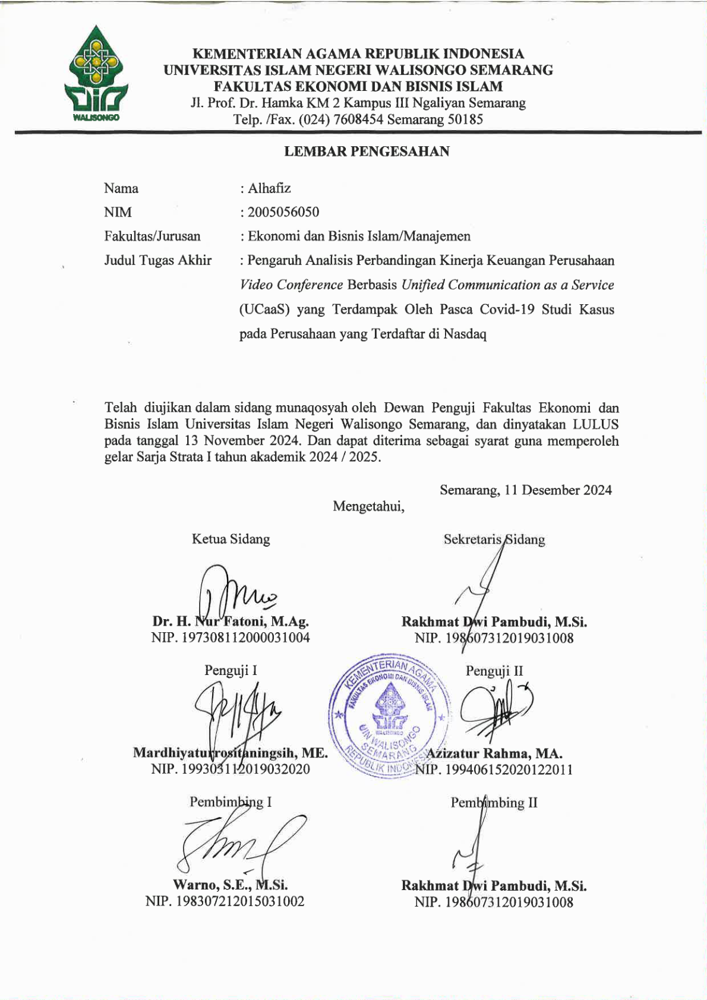 KEMENTERIAN AGAMA REPUBLIK INDONESIA
UNIVERSITAS ISLAM NEGERI WALISONGO SEMARANG
FAKULTAS EKONOMI DAN BISNIS ISLAM
Jl. Prof. Dr. Hamka KM 2 Kampus III Ngaliyan Semarang
Telp. /Fax. (024) 7608454 Semarang 50185
WALISONGO
LEMBAR PENGESAHAN
Nama : Alhafiz
NIM : 2005056050
Fakultas/Jurusan : Ekonomi dan Bisnis Islam/Manajemen
Judul Tugas Akhir : Pengaruh Analisis Perbandingan Kinerja Keuangan Perusahaan
Video Conference Berbasis Unified Communication as a Service
(UCaaS) yang Terdampak Oleh Pasca Covid-19 Studi Kasus
pada Perusahaan yang Terdaftar di Nasdaq
Telah diujikan dalam sidang munaqosyah oleh Dewan Penguji Fakultas Ekonomi dan
Bisnis Islam Universitas Islam Negeri Walisongo Semarang, dan dinyatakan LULUS
pada tanggal 13 November 2024. Dan dapat diterima sebagai syarat guna memperoleh
gelar Sarja Strata I tahun akademik 2024 / 2025.
Semarang, 11 Desember 2024
Mengetahui,
Ketua Sidang Sekretaris Sidang
Dr. H. Nur Fatoni, M.Ag. Rakhmat Dwi Pambudi, M.Si.
NIP. 197308112000031004 NIP. 198607312019031008
Penguji I Penguji II
KEMENTERIAN AGAMA
FAKULTAS EKONOMI DAN BISNIS ISLAM
WALISONGO
UIN WALISONGO
SEMARANG
REPUBLIK INDONESIA
Mardhiyaturrositaningsih, ME. Azizatur Rahma, MA.
NIP. 199303112019032020 NIP. 199406152020122011
Pembimbing I Pembimbing II
Warno, S.E., M.Si. Rakhmat Dwi Pambudi, M.Si.
NIP. 198307212015031002 NIP. 198607312019031008